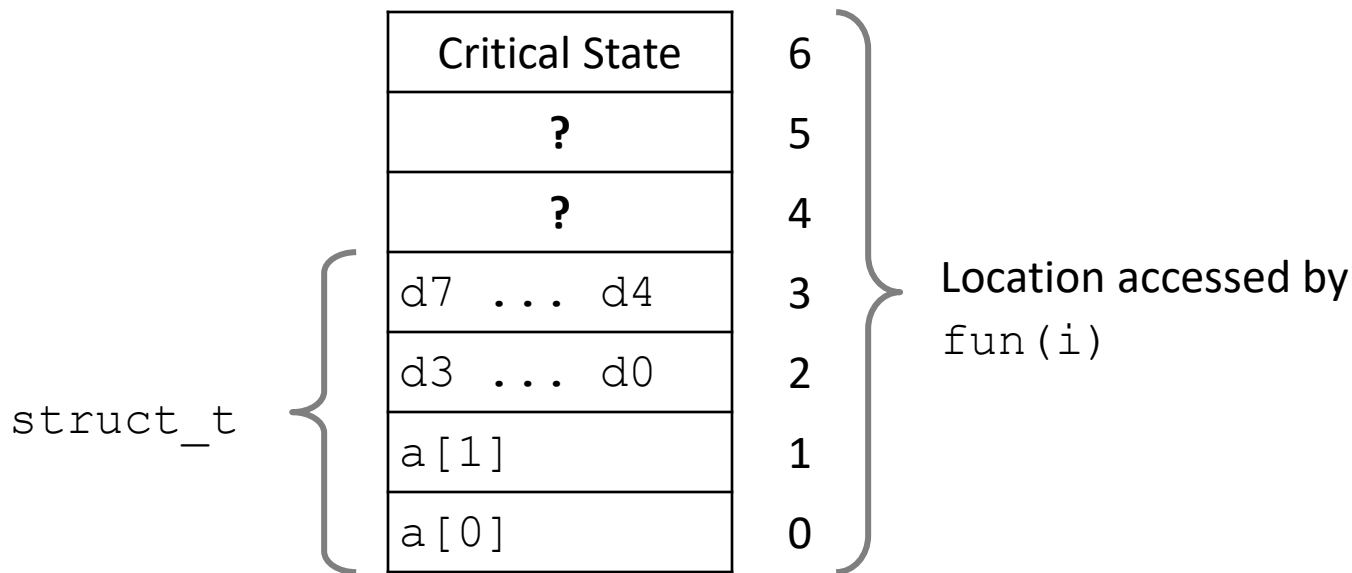 Critical State 6
? 5
? 4
d7 ... d4 3
d3 ... d0 2
a[1] 1
a[0] 0
struct_t
Location accessed by
fun(i)